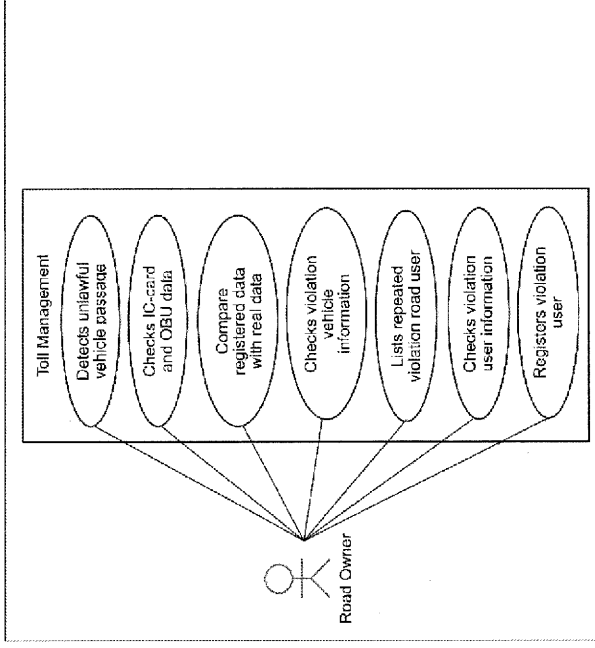 Toll Management
Detects unlawful
vehicle passage
Checks IC-card
and OBU data
Compare
registered data
with real data
Checks violation
vehicle
information
Lists repeated
violation road user
Checks violation
user information
Registors violation
user
Road Owner